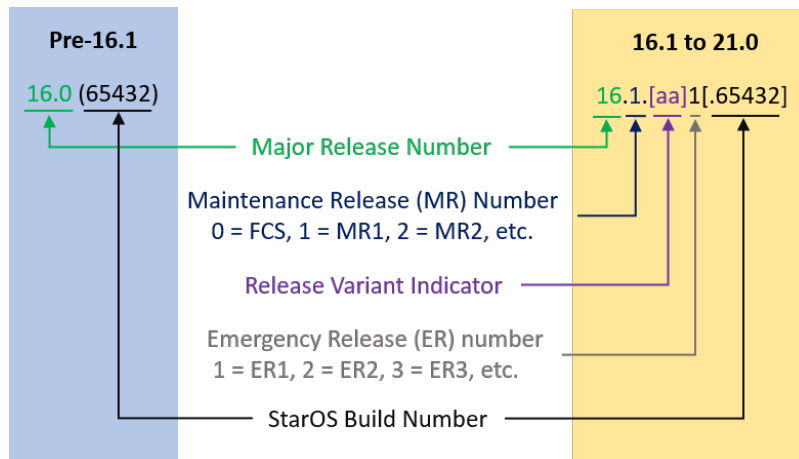 Pre-16.1
16.1 to 21.0
16.0 (65432)
16.1.[aa]1[.65432]
Major Release Number
Maintenance Release (MR) Number
0 = FCS, 1 = MR1, 2 = MR2, etc.
Release Variant Indicator
Emergency Release (ER) number
1 = ER1, 2 = ER2, 3 = ER3, etc.
StarOS Build Number